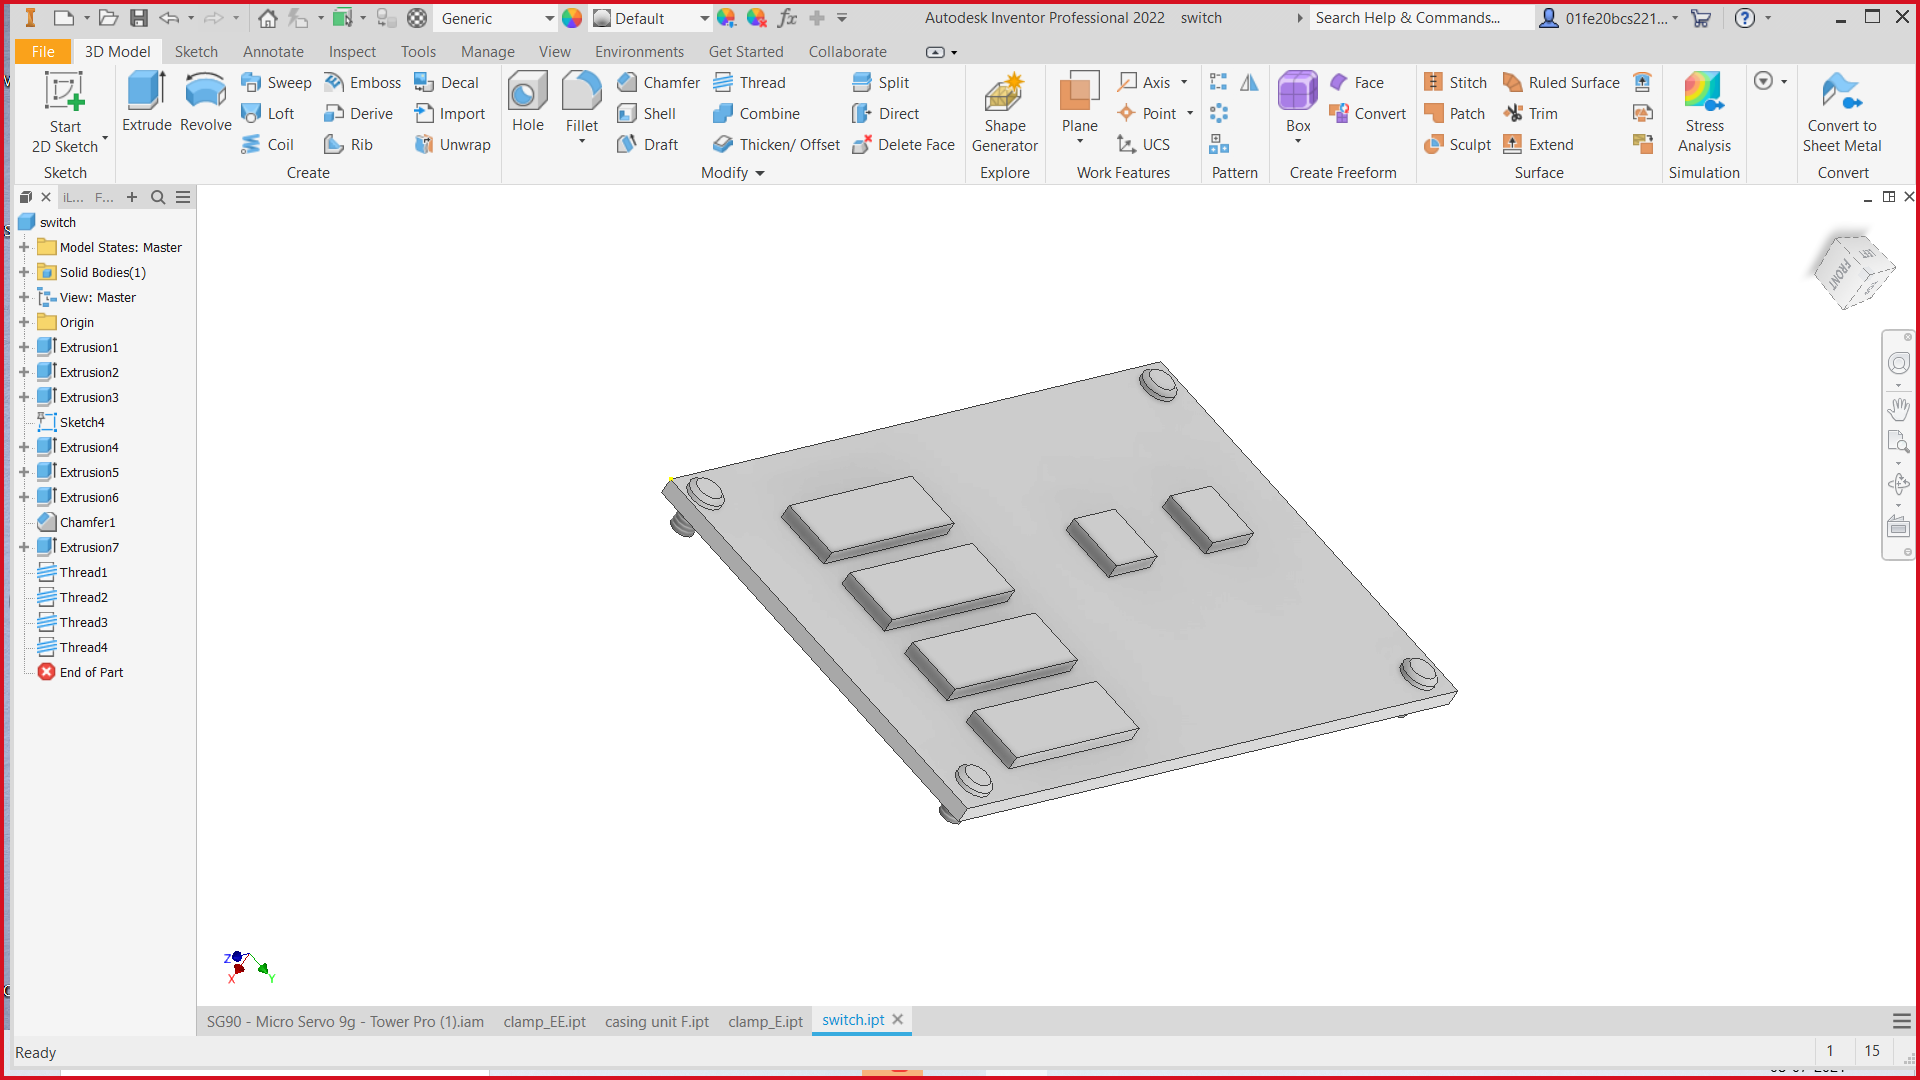 Generic
Default
Autodesk Inventor Professional 2022 switch
Search Help & Commands...
01fe20bcs221...
File
3D Model
Sketch
Annotate
Inspect
Tools
Manage
View
Environments
Get Started
Collaborate
Start
2D Sketch
Sketch
Extrude
Revolve
Sweep
Emboss
Decal
Loft
Derive
Import
Coil
Rib
Unwrap
Create
Hole
Fillet
Chamfer
Thread
Split
Shell
Combine
Direct
Draft
Thicken/ Offset
Delete Face
Modify
Shape
Generator
Explore
Plane
Axis
Point
UCS
Work Features
Pattern
Box
Face
Convert
Create Freeform
Stitch
Ruled Surface
Patch
Trim
Sculpt
Extend
Surface
Stress
Analysis
Simulation
Convert to
Sheet Metal
Convert
iL...
F...
switch
Model States: Master
Solid Bodies(1)
View: Master
Origin
Extrusion1
Extrusion2
Extrusion3
Sketch4
Extrusion4
Extrusion5
Extrusion6
Chamfer1
Extrusion7
Thread1
Thread2
Thread3
Thread4
End of Part
FRONT
LEFT
Z
X
Y
SG90 - Micro Servo 9g - Tower Pro (1).iam
clamp_EE.ipt
casing unit F.ipt
clamp_E.ipt
switch.ipt
Ready
1
15